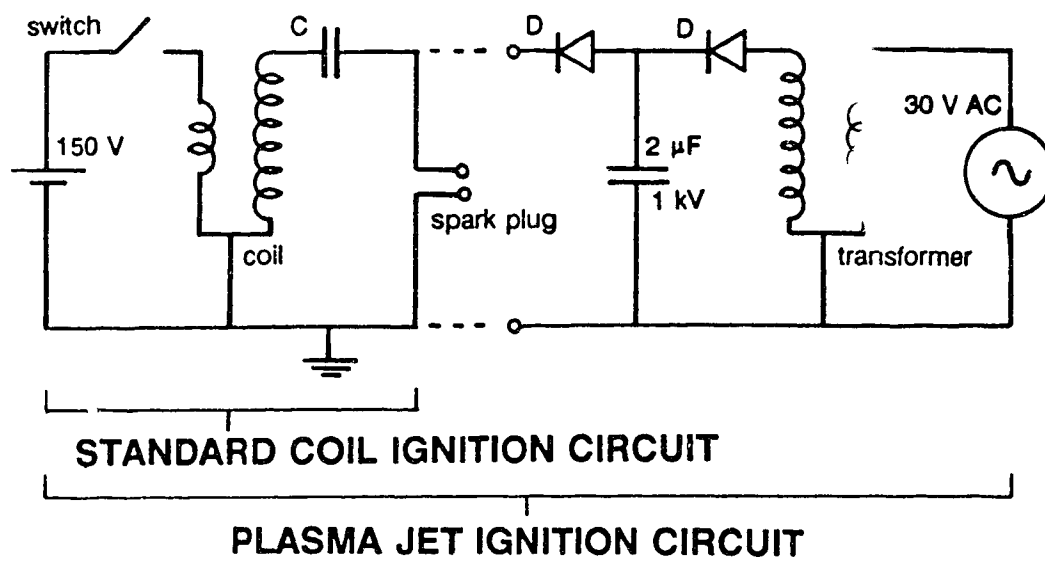 switch
C
D
D
150 V
30 V AC
2 µF
1 kV
spark plug
coil
transformer
STANDARD COIL IGNITION CIRCUIT
PLASMA JET IGNITION CIRCUIT